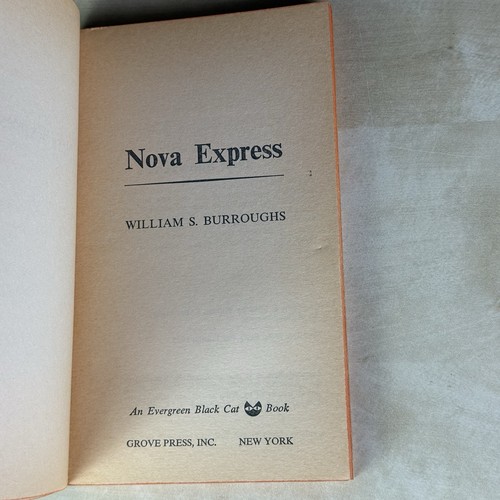 Nova Express
WILLIAM S. BURROUGHS
An Evergreen Black Cat Book
GROVE PRESS, INC. NEW YORK